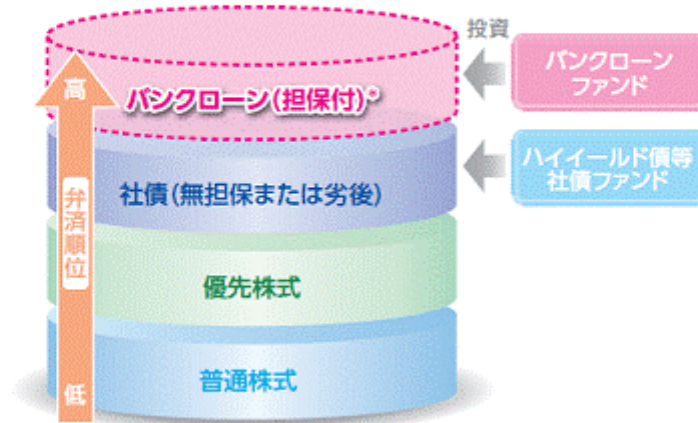 投資
バンクローン
ファンド
高
バンクローン(担保付)*
ハイイールド債等
社債ファンド
社債(無担保または劣後)
弁済順位
優先株式
普通株式
低